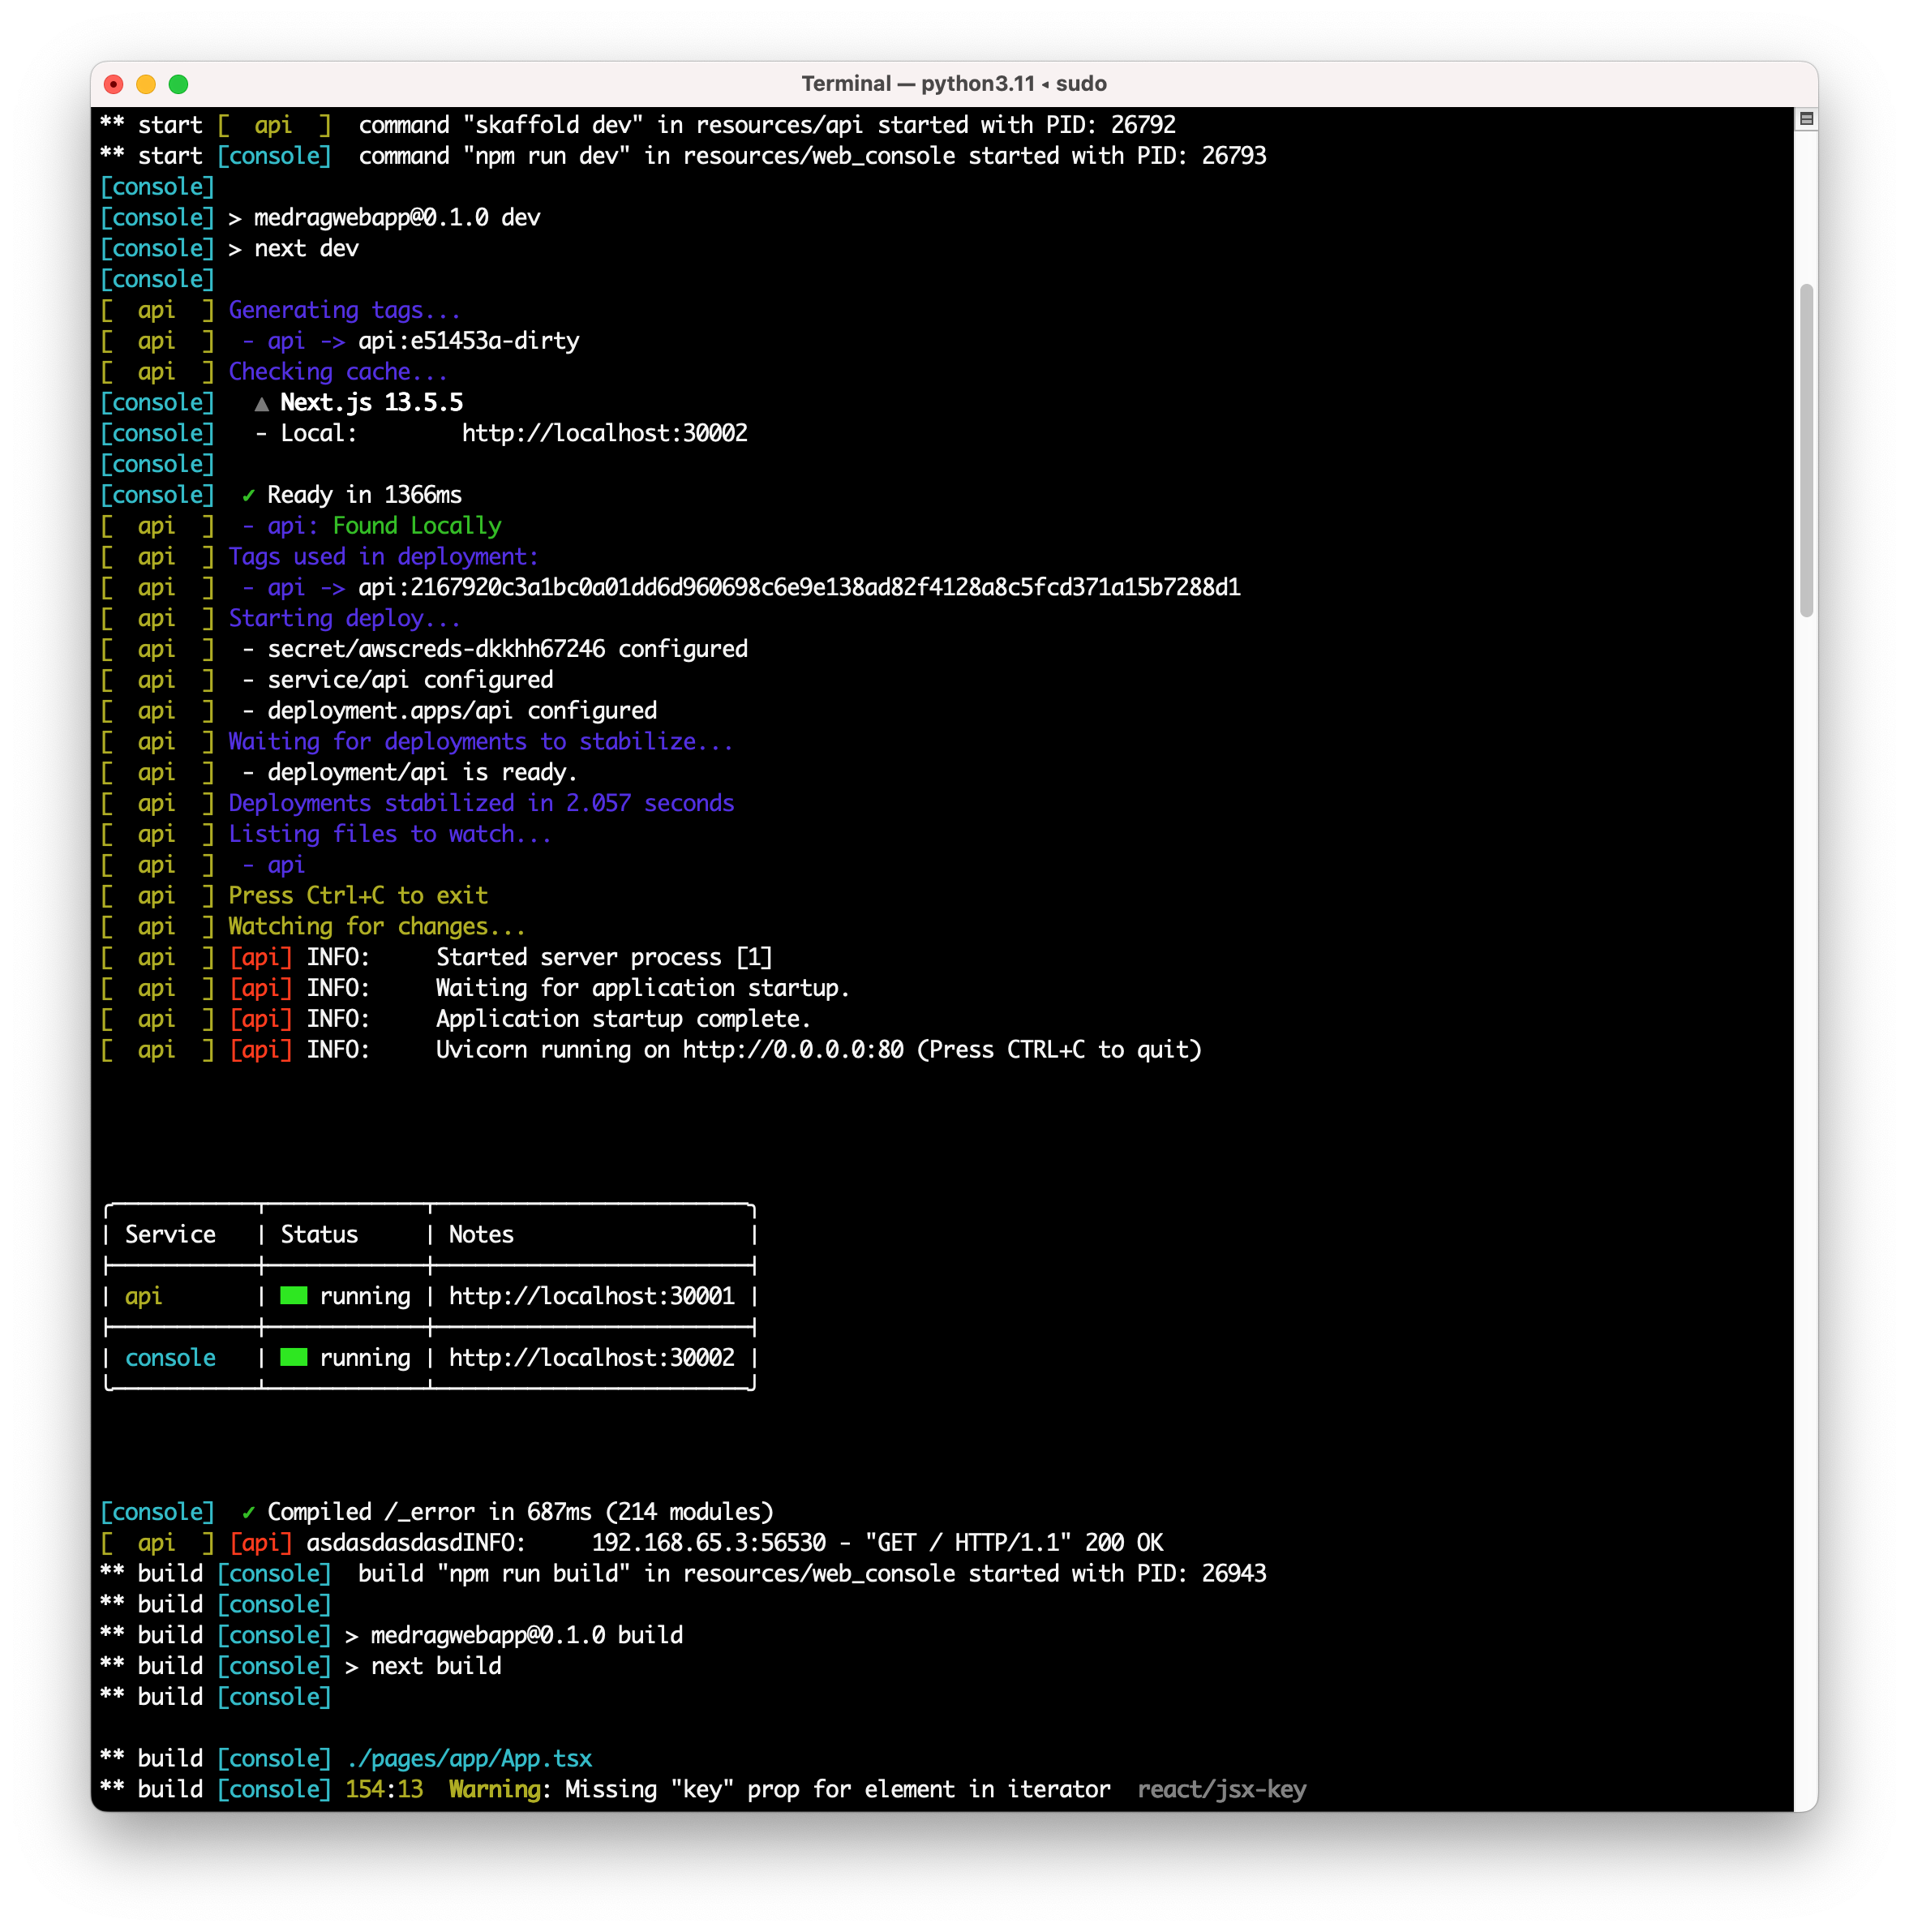 Terminal — python3.11 ◂ sudo
** start [  api  ]  command "skaffold dev" in resources/api started with PID: 26792
** start [console]  command "npm run dev" in resources/web_console started with PID: 26793
[console]
[console] > medragwebapp@0.1.0 dev
[console] > next dev
[console]
[  api  ] Generating tags...
[  api  ]  - api -> api:e51453a-dirty
[  api  ] Checking cache...
[console]   ▲ Next.js 13.5.5
[console]   - Local:        http://localhost:30002
[console]
[console]  ✓ Ready in 1366ms
[  api  ]  - api: Found Locally
[  api  ] Tags used in deployment:
[  api  ]  - api -> api:2167920c3a1bc0a01dd6d960698c6e9e138ad82f4128a8c5fcd371a15b7288d1
[  api  ] Starting deploy...
[  api  ]  - secret/awscreds-dkkhh67246 configured
[  api  ]  - service/api configured
[  api  ]  - deployment.apps/api configured
[  api  ] Waiting for deployments to stabilize...
[  api  ]  - deployment/api is ready.
[  api  ] Deployments stabilized in 2.057 seconds
[  api  ] Listing files to watch...
[  api  ]  - api
[  api  ] Press Ctrl+C to exit
[  api  ] Watching for changes...
[  api  ] [api] INFO:     Started server process [1]
[  api  ] [api] INFO:     Waiting for application startup.
[  api  ] [api] INFO:     Application startup complete.
[  api  ] [api] INFO:     Uvicorn running on http://0.0.0.0:80 (Press CTRL+C to quit)
| Service   | Status     | Notes                  |
| api       | running | http://localhost:30001 |
| console   | running | http://localhost:30002 |
[console]  ✓ Compiled /_error in 687ms (214 modules)
[  api  ] [api] asdasdasdasdINFO:     192.168.65.3:56530 - "GET / HTTP/1.1" 200 OK
** build [console]  build "npm run build" in resources/web_console started with PID: 26943
** build [console]
** build [console] > medragwebapp@0.1.0 build
** build [console] > next build
** build [console]
** build [console] ./pages/app/App.tsx
** build [console] 154:13  Warning: Missing "key" prop for element in iterator  react/jsx-key